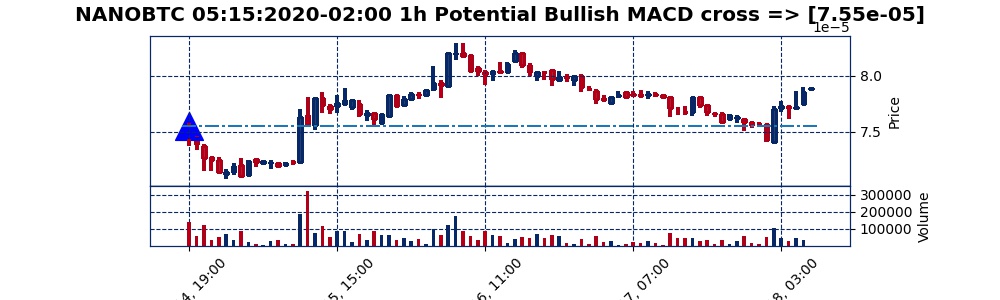 NANOBTC 05:15:2020-02:00 1h Potential Bullish MACD cross => [7.55e-05]
1e−5
8.0
7.5
Price
300000
200000
100000
Volume
4, 19:00
5, 15:00
6, 11:00
7, 07:00
8, 03:00